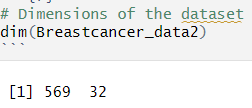 # Dimensions of the dataset
dim(Breastcancer_data2)
```
[1] 569 32